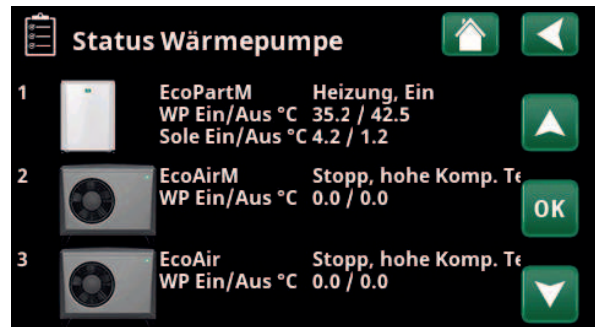 Status Wärmepumpe
1 EcoPartM Heizung, Ein
WP Ein/Aus °C 35.2 / 42.5
Sole Ein/Aus °C 4.2 / 1.2
2 EcoAirM Stopp, hohe Komp. Te
WP Ein/Aus °C 0.0 / 0.0
OK
3 EcoAir Stopp, hohe Komp. Te
WP Ein/Aus °C 0.0 / 0.0